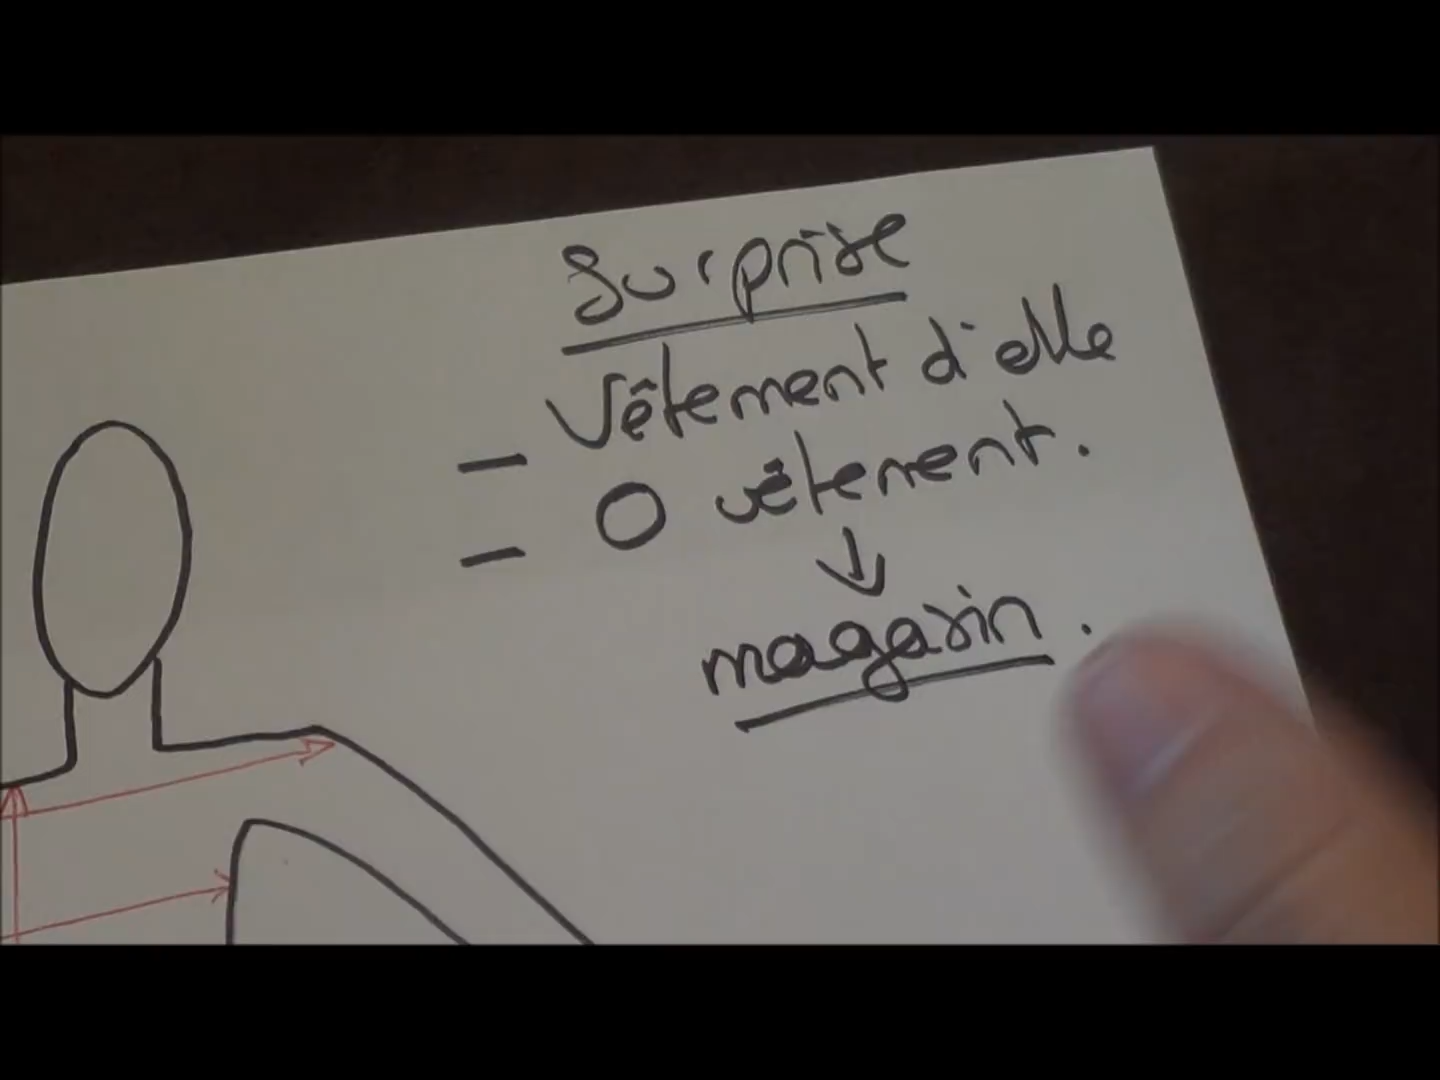 Surprise
- Vêtement d'elle
- 0 vêtement.
↓
magasin.